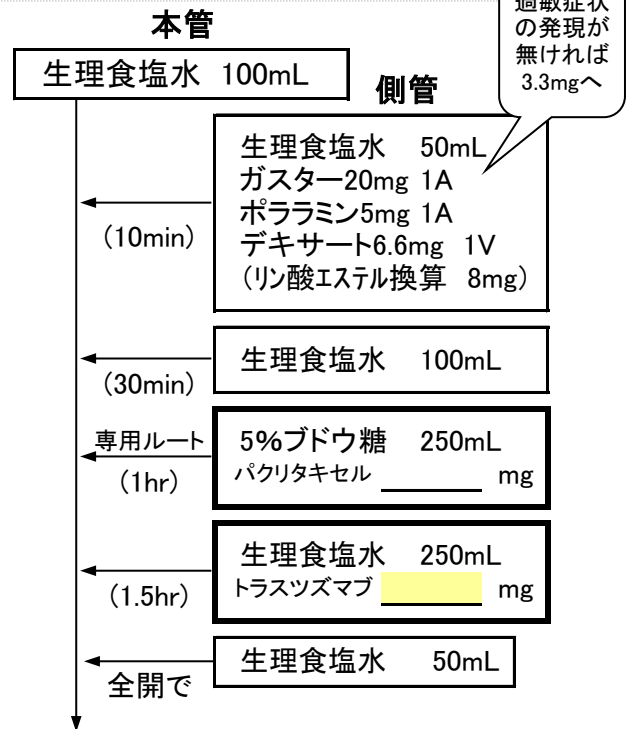 本管
生理食塩水 100mL
側管
過敏症状
の発現が
無ければ
3.3mgへ
生理食塩水 50mL
ガスター20mg 1A
ポララミン5mg 1A
デキサート6.6mg 1V
(リン酸エステル換算 8mg)
(10min)
生理食塩水 100mL
(30min)
専用ルート
(1hr)
5%ブドウ糖 250mL
パクリタキセル ______ mg
生理食塩水 250mL
トラスツズマブ ______ mg
(1.5hr)
生理食塩水 50mL
全開で